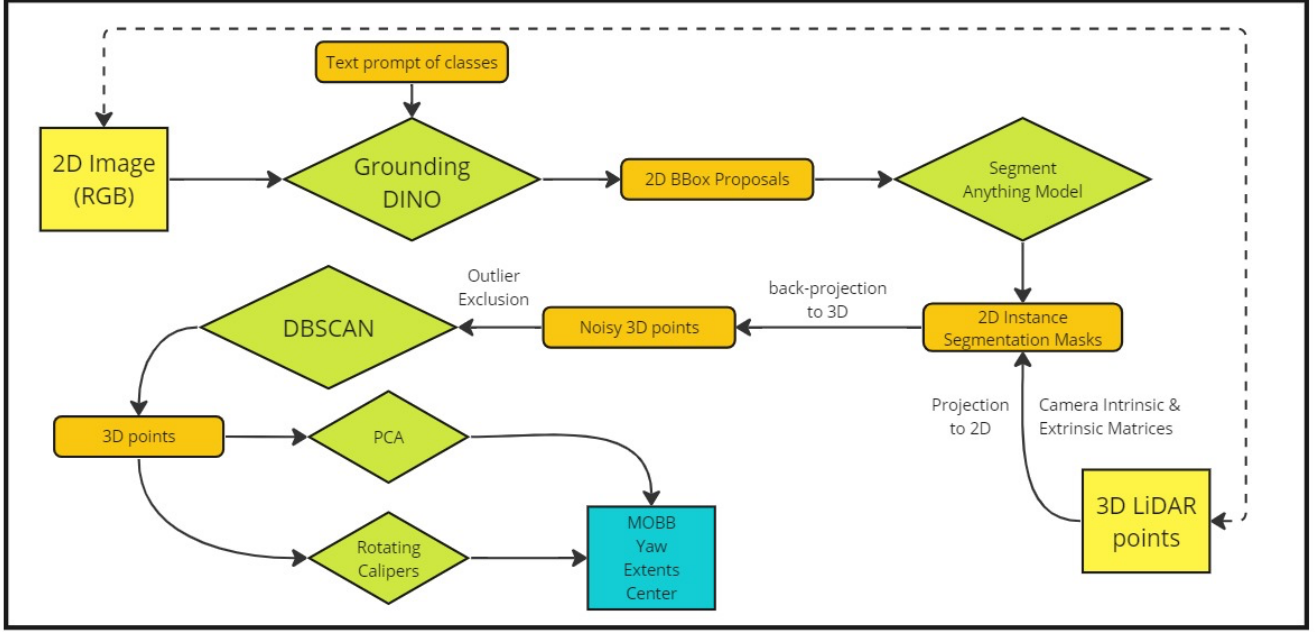 Text prompt of classes
2D Image
(RGB)
Grounding
DINO
2D BBox Proposals
Segment
Anything Model
Outlier
Exclusion
back-projection
to 3D
DBSCAN
Noisy 3D points
2D Instance
Segmentation Masks
Projection
to 2D
Camera Intrinsic &
Extrinsic Matrices
3D points
PCA
3D LiDAR
points
MOBB
Yaw
Extents
Center
Rotating
Calipers